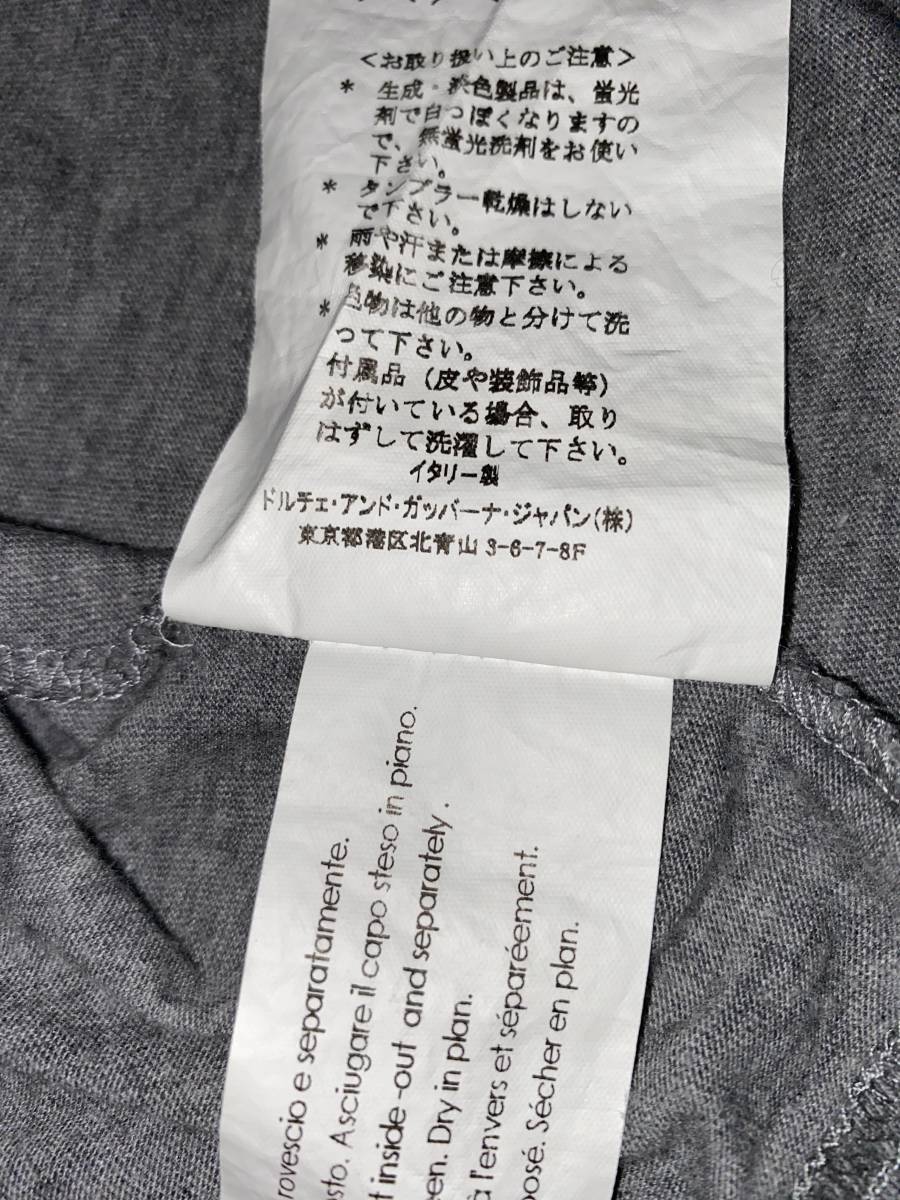 <お取り扱い上のご注意>
* 生成・淡色製品は、蛍光
剤で白っぽくなりますの
で、無蛍光洗剤をお使い
下さい。
* タンブラー乾燥はしない
で下さい。
* 雨や汗または摩擦による
移染にご注意下さい。
* 色物は他の物と分けて洗
って下さい。
付属品(皮や装飾品等)
が付いている場合、取り
はずして洗濯して下さい。
イタリー製
ドルチェ・アンド・ガッバーナ・ジャパン(株)
東京都港区北青山3-6-7-8F
rovescio e separatamente.
Asciugare il capo steso in piano.
inside-out and separately.
Dry in plan.
à l'envers et séparéement.
Sécher en plan.